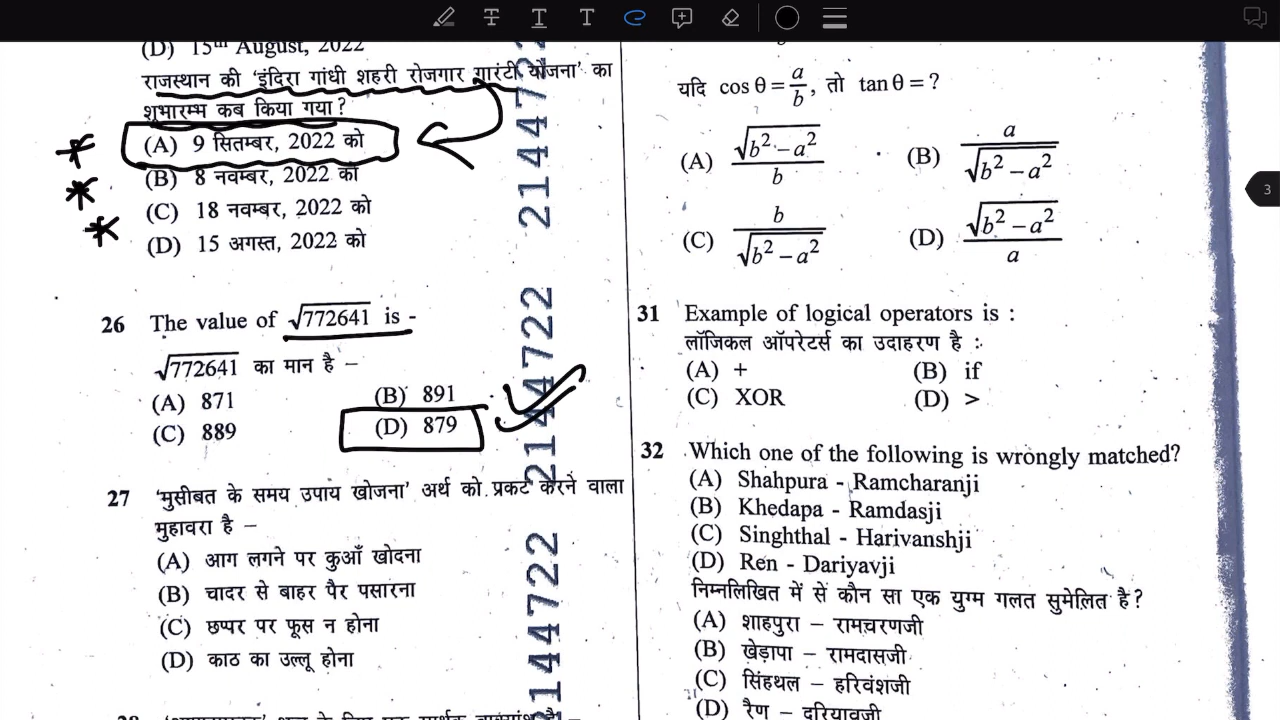 3
(D) 15th August, 2022
राजस्थान की 'इंदिरा गांधी शहरी रोजगार गारंटी योजना' का
शुभारम्भ कब किया गया ?
(A) 9 सितम्बर, 2022 को
(B) 8 नवम्बर, 2022 को
(C) 18 नवम्बर, 2022 को
(D) 15 अगस्त, 2022 को
26 The value of √772641 is -
√772641 का मान है –
(A) 871
(B) 891
(C) 889
(D) 879
27 'मुसीबत के समय उपाय खोजना' अर्थ को प्रकट करने वाला
मुहावरा है –
(A) आग लगने पर कुआँ खोदना
(B) चादर से बाहर पैर पसारना
(C) छप्पर पर फूस न होना
(D) काठ का उल्लू होना
2144722
2144722
यदि cos θ = a/b, तो tan θ = ?
(A) √(b² – a²)/b
(B) a/√(b² – a²)
(C) b/√(b² – a²)
(D) √(b² – a²)/a
31 Example of logical operators is :
लॉजिकल ऑपरेटर्स का उदाहरण है :
(A) +
(B) if
(C) XOR
(D) >
32 Which one of the following is wrongly matched?
(A) Shahpura - Ramcharanji
(B) Khedapa - Ramdasji
(C) Singhthal - Harivanshji
(D) Ren - Dariyavji
निम्नलिखित में से कौन सा एक युग्म गलत सुमेलित है?
(A) शाहपुरा – रामचरणजी
(B) खेड़ापा – रामदासजी
(C) सिंहथल – हरिवंशजी
(D) रैण – दरियावजी